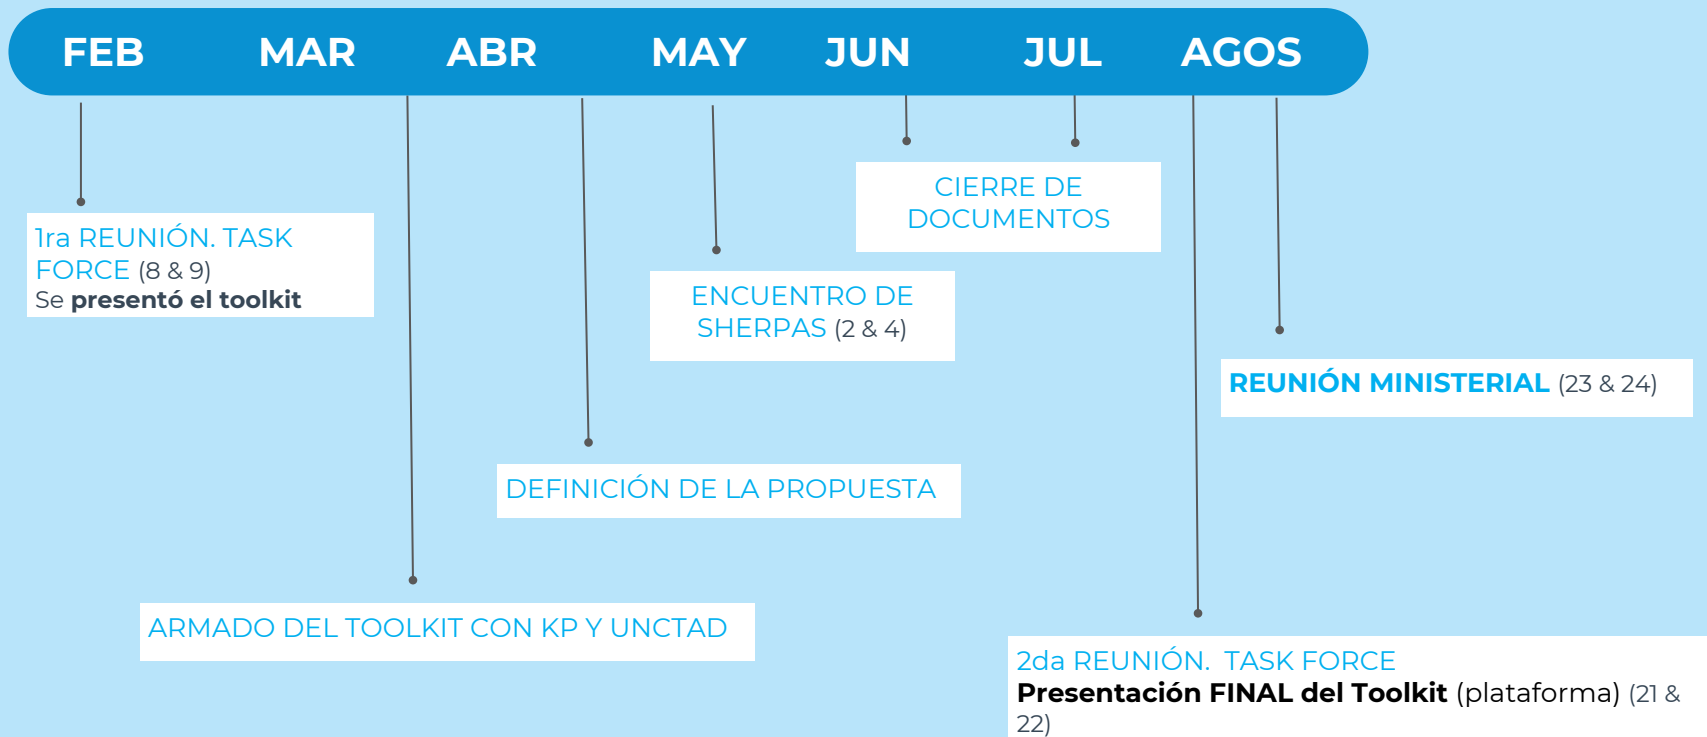 FEB MAR ABR MAY JUN JUL AGOS
CIERRE DE
DOCUMENTOS
1ra REUNIÓN. TASK
FORCE (8 & 9)
Se presentó el toolkit
ENCUENTRO DE
SHERPAS (2 & 4)
REUNIÓN MINISTERIAL (23 & 24)
DEFINICIÓN DE LA PROPUESTA
ARMADO DEL TOOLKIT CON KP Y UNCTAD
2da REUNIÓN. TASK FORCE
Presentación FINAL del Toolkit (plataforma) (21 &
22)